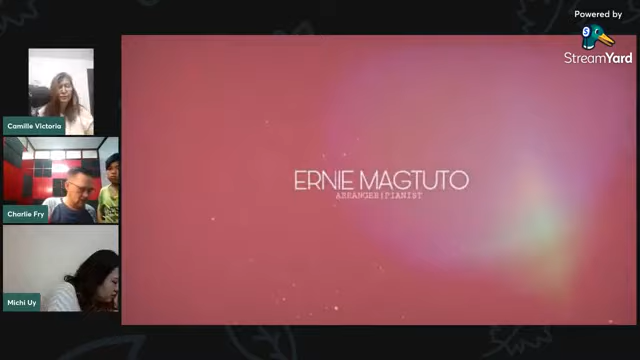 Powered by
StreamYard
Camille Victoria
Charlie Fry
Michi Uy
ERNIE MAGTUTO
ARRANGER|PIANIST